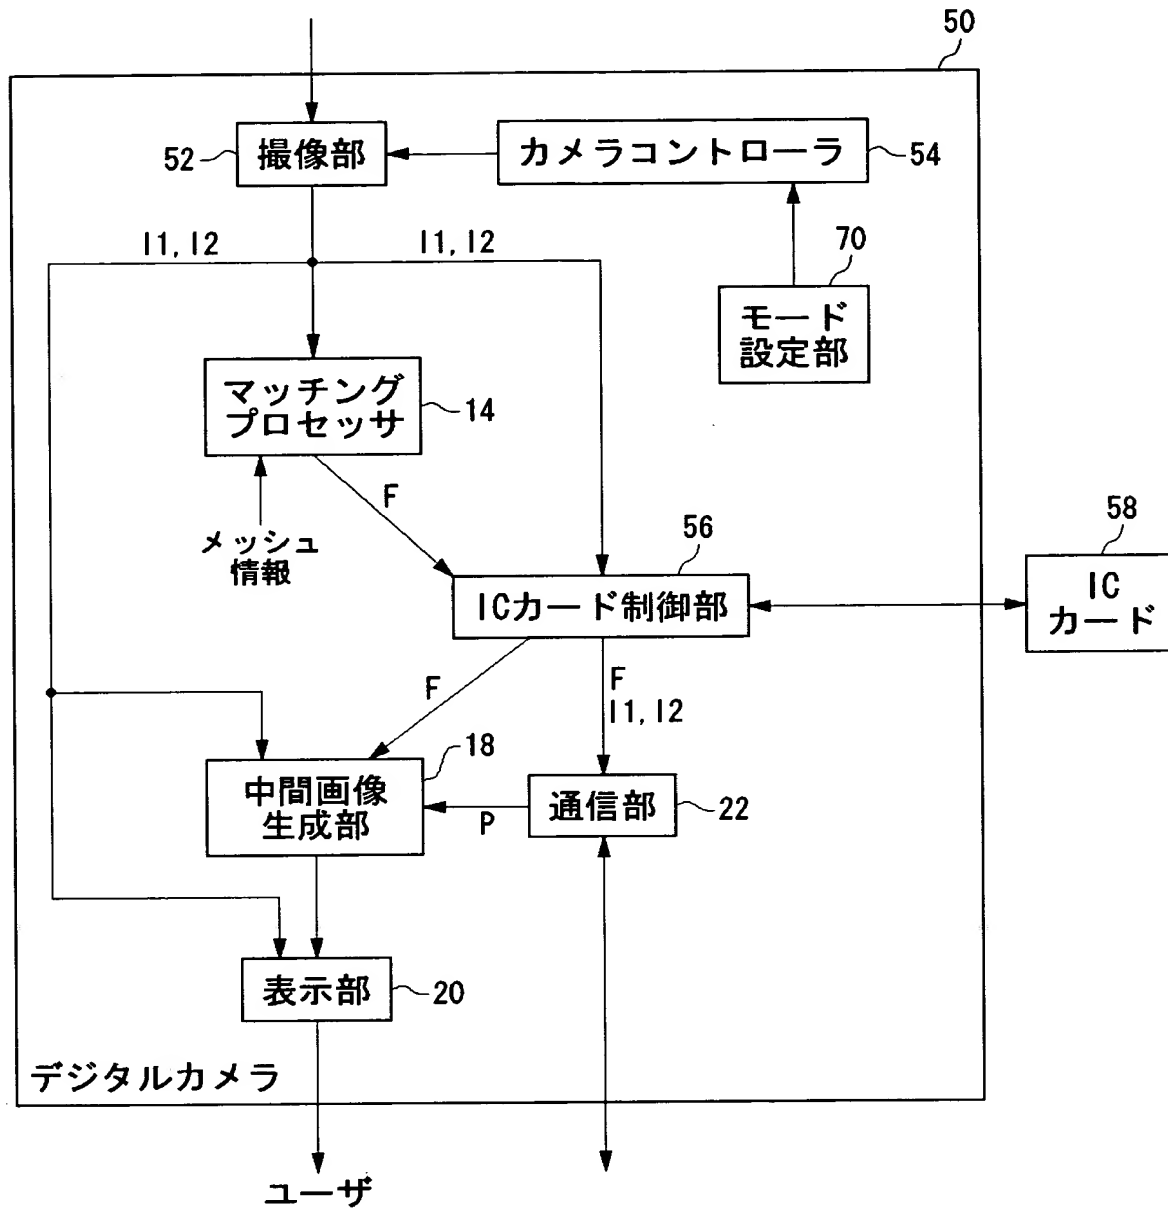 50
撮像部
52
カメラコントローラ
54
I1, I2
I1, I2
70
モード
設定部
マッチング
プロセッサ
14
F
メッシュ
情報
56
58
ICカード制御部
IC
カード
F
F
I1, I2
18
中間画像
生成部
P
通信部
22
表示部
20
デジタルカメラ
ユーザ